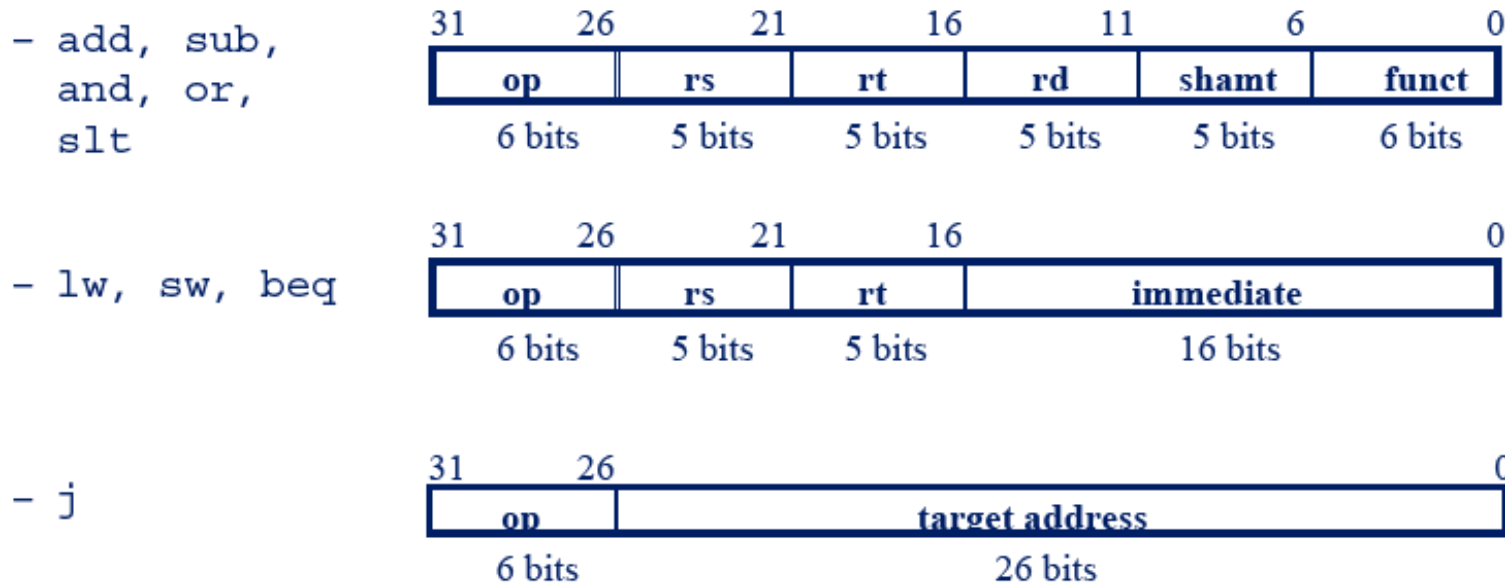 – add, sub,
and, or,
slt
31 26 21 16 11 6 0
op rs rt rd shamt funct
6 bits 5 bits 5 bits 5 bits 5 bits 6 bits
– lw, sw, beq
31 26 21 16 0
op rs rt immediate
6 bits 5 bits 5 bits 16 bits
– j
31 26 0
op target address
6 bits 26 bits